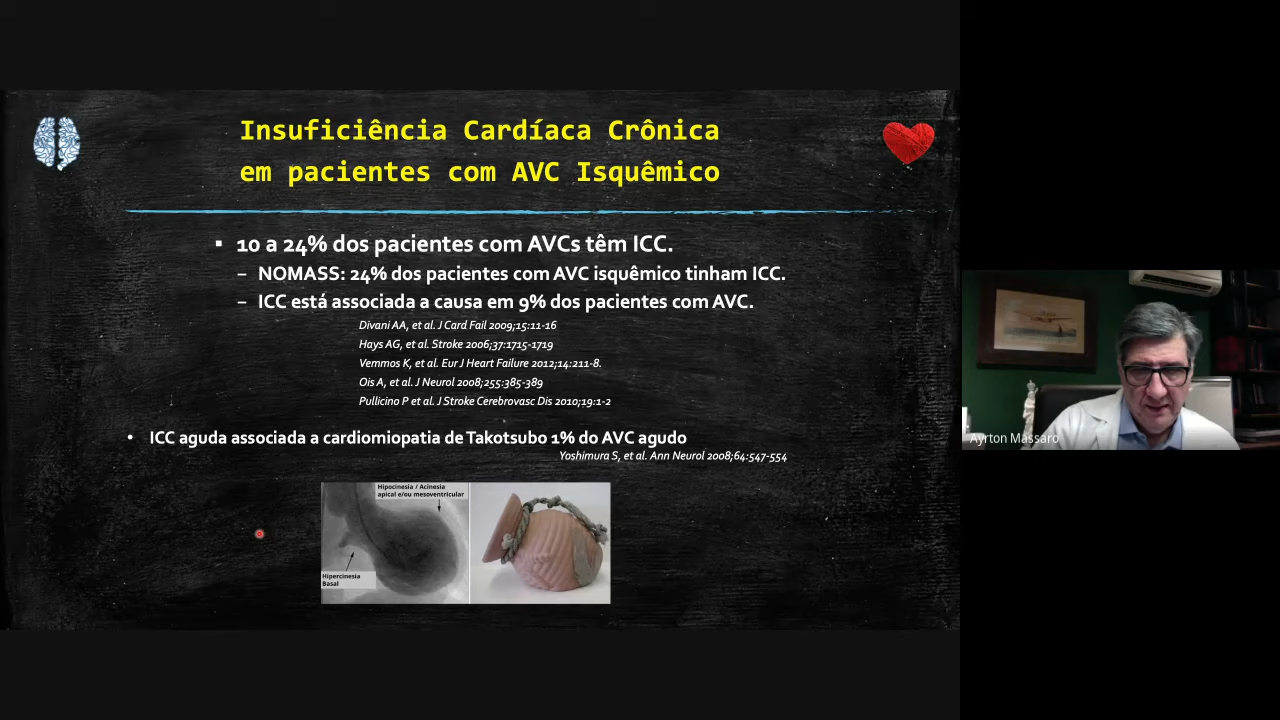 Insuficiência Cardíaca Crônica
em pacientes com AVC Isquêmico
▪ 10 a 24% dos pacientes com AVCs têm ICC.
– NOMASS: 24% dos pacientes com AVC isquêmico tinham ICC.
– ICC está associada a causa em 9% dos pacientes com AVC.
Divani AA, et al. J Card Fail 2009;15:11-16
Hays AG, et al. Stroke 2006;37:1715-1719
Vemmos K, et al. Eur J Heart Failure 2012;14:211-8.
Ois A, et al. J Neurol 2008;255:385-389
Pullicino P et al. J Stroke Cerebrovasc Dis 2010;19:1-2
• ICC aguda associada a cardiomiopatia de Takotsubo 1% do AVC agudo
Yoshimura S, et al. Ann Neurol 2008;64:547-554
Hipocinesia / Acinesia
apical e/ou mesoventricular
Hipercinesia
Basal
Ayrton Massaro